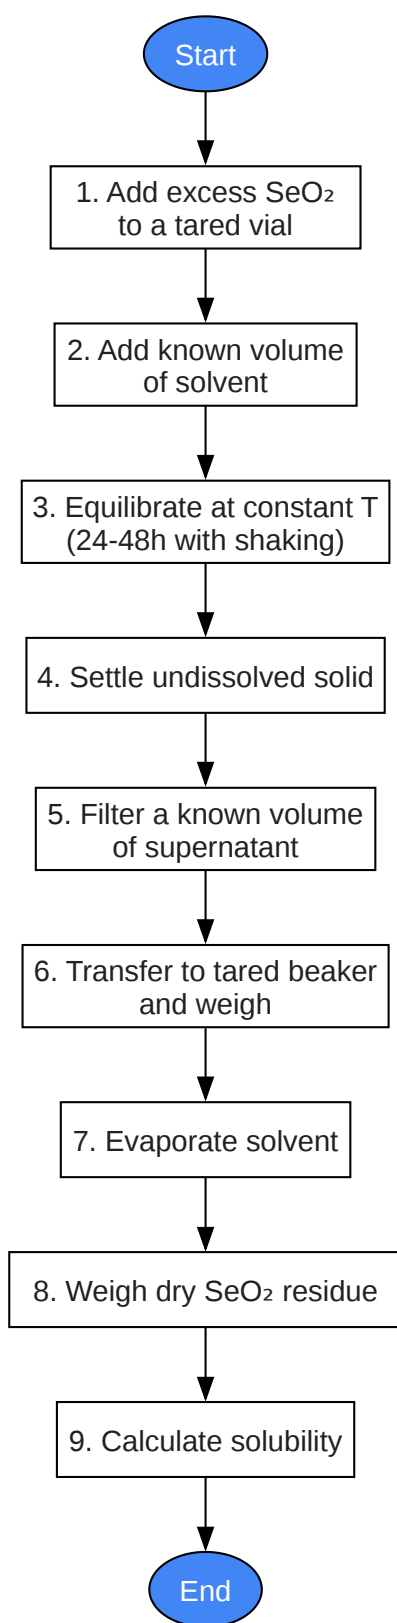 Start
1. Add excess SeO₂
to a tared vial
2. Add known volume
of solvent
3. Equilibrate at constant T
(24-48h with shaking)
4. Settle undissolved solid
5. Filter a known volume
of supernatant
6. Transfer to tared beaker
and weigh
7. Evaporate solvent
8. Weigh dry SeO₂ residue
9. Calculate solubility
End